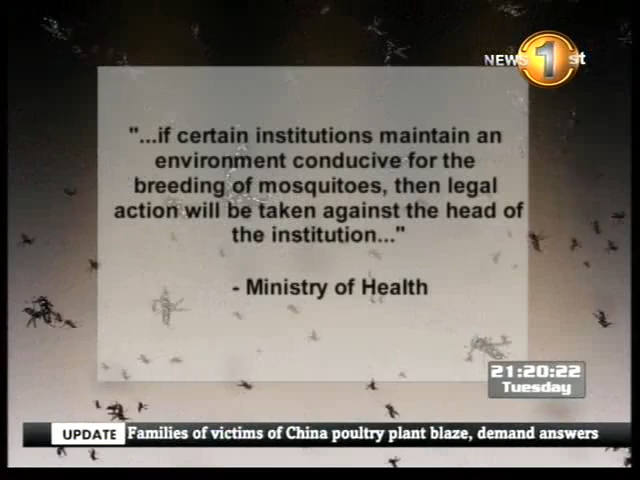 NEWS 1st
"...if certain institutions maintain an
environment conducive for the
breeding of mosquitoes, then legal
action will be taken against the head of
the institution..."
- Ministry of Health
21:20:22
Tuesday
UPDATE Families of victims of China poultry plant blaze, demand answers